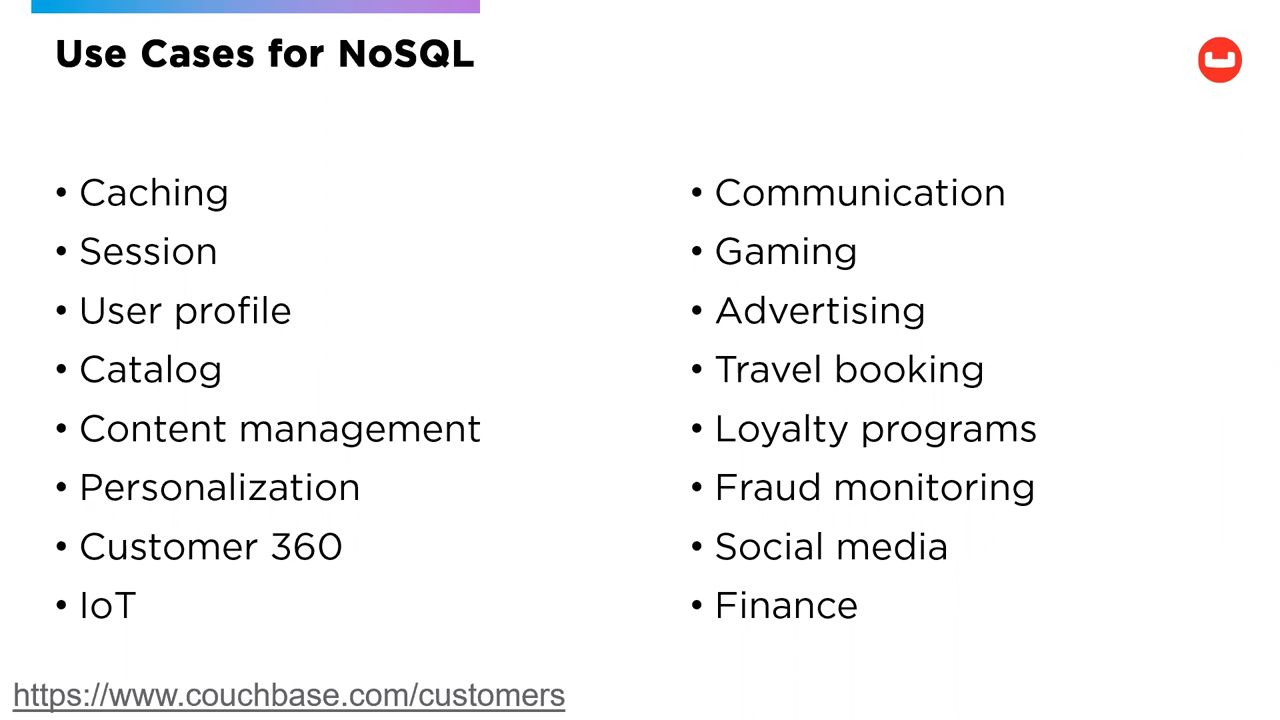 Use Cases for NoSQL
• Caching
• Session
• User profile
• Catalog
• Content management
• Personalization
• Customer 360
• IoT
• Communication
• Gaming
• Advertising
• Travel booking
• Loyalty programs
• Fraud monitoring
• Social media
• Finance
https://www.couchbase.com/customers